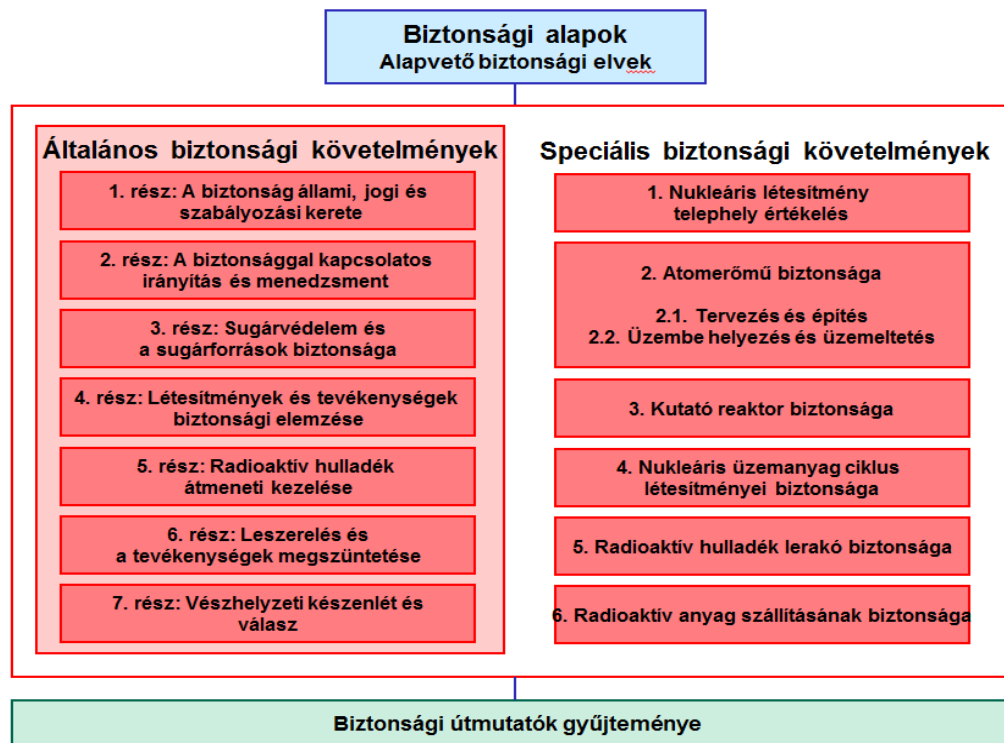 Biztonsági alapok
Alapvető biztonsági elvek
Általános biztonsági követelmények
1. rész: A biztonság állami, jogi és
szabályozási kerete
2. rész: A biztonsággal kapcsolatos
irányítás és menedzsment
3. rész: Sugárvédelem és
a sugárforrások biztonsága
4. rész: Létesítmények és tevékenységek
biztonsági elemzése
5. rész: Radioaktív hulladék
átmeneti kezelése
6. rész: Leszerelés és
a tevékenységek megszüntetése
7. rész: Vészhelyzeti készenlét és
válasz
Speciális biztonsági követelmények
1. Nukleáris létesítmény
telephely értékelés
2. Atomerőmű biztonsága
2.1. Tervezés és építés
2.2. Üzembe helyezés és üzemeltetés
3. Kutató reaktor biztonsága
4. Nukleáris üzemanyag ciklus
létesítményei biztonsága
5. Radioaktív hulladék lerakó biztonsága
6. Radioaktív anyag szállításának biztonsága
Biztonsági útmutatók gyűjteménye